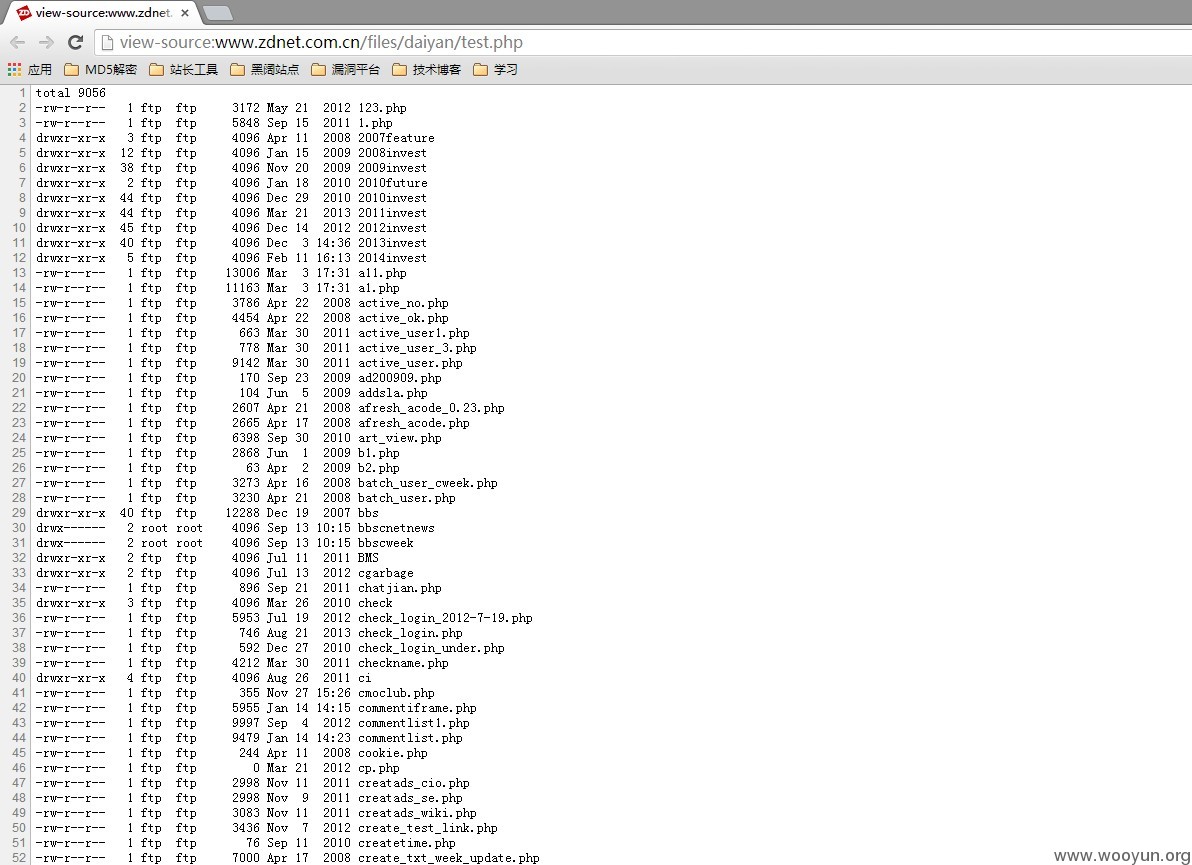 view-source:www.zdnet.
view-source:www.zdnet.com.cn/files/daiyan/test.php
应用 MD5解密 站长工具 黑阔站点 漏洞平台 技术博客 学习
1 total 9056
2 -rw-r--r-- 1 ftp ftp 3172 May 21 2012 123.php
3 -rw-r--r-- 1 ftp ftp 5848 Sep 15 2011 1.php
4 drwxr-xr-x 3 ftp ftp 4096 Apr 11 2008 2007feature
5 drwxr-xr-x 12 ftp ftp 4096 Jan 15 2009 2008invest
6 drwxr-xr-x 38 ftp ftp 4096 Nov 20 2009 2009invest
7 drwxr-xr-x 2 ftp ftp 4096 Jan 18 2010 2010future
8 drwxr-xr-x 44 ftp ftp 4096 Dec 29 2010 2010invest
9 drwxr-xr-x 44 ftp ftp 4096 Mar 21 2013 2011invest
10 drwxr-xr-x 45 ftp ftp 4096 Dec 14 2012 2012invest
11 drwxr-xr-x 40 ftp ftp 4096 Dec 3 14:36 2013invest
12 drwxr-xr-x 5 ftp ftp 4096 Feb 11 16:13 2014invest
13 -rw-r--r-- 1 ftp ftp 13006 Mar 3 17:31 a11.php
14 -rw-r--r-- 1 ftp ftp 11163 Mar 3 17:31 a1.php
15 -rw-r--r-- 1 ftp ftp 3786 Apr 22 2008 active_no.php
16 -rw-r--r-- 1 ftp ftp 4454 Apr 22 2008 active_ok.php
17 -rw-r--r-- 1 ftp ftp 663 Mar 30 2011 active_user1.php
18 -rw-r--r-- 1 ftp ftp 778 Mar 30 2011 active_user_3.php
19 -rw-r--r-- 1 ftp ftp 9142 Mar 30 2011 active_user.php
20 -rw-r--r-- 1 ftp ftp 170 Sep 23 2009 ad200909.php
21 -rw-r--r-- 1 ftp ftp 104 Jun 5 2009 addsla.php
22 -rw-r--r-- 1 ftp ftp 2607 Apr 21 2008 afresh_acode_0.23.php
23 -rw-r--r-- 1 ftp ftp 2665 Apr 17 2008 afresh_acode.php
24 -rw-r--r-- 1 ftp ftp 6398 Sep 30 2010 art_view.php
25 -rw-r--r-- 1 ftp ftp 2868 Jun 1 2009 b1.php
26 -rw-r--r-- 1 ftp ftp 63 Apr 2 2009 b2.php
27 -rw-r--r-- 1 ftp ftp 3273 Apr 16 2008 batch_user_cweek.php
28 -rw-r--r-- 1 ftp ftp 3230 Apr 21 2008 batch_user.php
29 drwxr-xr-x 40 ftp ftp 12288 Dec 19 2007 bbs
30 drwx------ 2 root root 4096 Sep 13 10:15 bbscnetnews
31 drwx------ 2 root root 4096 Sep 13 10:15 bbscweek
32 drwxr-xr-x 2 ftp ftp 4096 Jul 11 2011 BMS
33 drwxr-xr-x 2 ftp ftp 4096 Jul 13 2012 cgarbage
34 -rw-r--r-- 1 ftp ftp 896 Sep 21 2011 chatjian.php
35 drwxr-xr-x 3 ftp ftp 4096 Mar 26 2010 check
36 -rw-r--r-- 1 ftp ftp 5953 Jul 19 2012 check_login_2012-7-19.php
37 -rw-r--r-- 1 ftp ftp 746 Aug 21 2013 check_login.php
38 -rw-r--r-- 1 ftp ftp 592 Dec 27 2010 check_login_under.php
39 -rw-r--r-- 1 ftp ftp 4212 Mar 30 2011 checkname.php
40 drwxr-xr-x 4 ftp ftp 4096 Aug 26 2011 ci
41 -rw-r--r-- 1 ftp ftp 355 Nov 27 15:26 cmoclub.php
42 -rw-r--r-- 1 ftp ftp 5955 Jan 14 14:15 commentiframe.php
43 -rw-r--r-- 1 ftp ftp 9997 Sep 4 2012 commentlist1.php
44 -rw-r--r-- 1 ftp ftp 9479 Jan 14 14:23 commentlist.php
45 -rw-r--r-- 1 ftp ftp 244 Apr 11 2008 cookie.php
46 -rw-r--r-- 1 ftp ftp 0 Mar 21 2012 cp.php
47 -rw-r--r-- 1 ftp ftp 2998 Nov 11 2011 creatads_cio.php
48 -rw-r--r-- 1 ftp ftp 2998 Nov 9 2011 creatads_se.php
49 -rw-r--r-- 1 ftp ftp 3083 Nov 11 2011 creatads_wiki.php
50 -rw-r--r-- 1 ftp ftp 3436 Nov 7 2012 create_test_link.php
51 -rw-r--r-- 1 ftp ftp 76 Sep 11 2010 createtime.php
52 -rw-r--r-- 1 ftp ftp 7000 Apr 17 2008 create_txt_week_update.php
www.wooyun.org